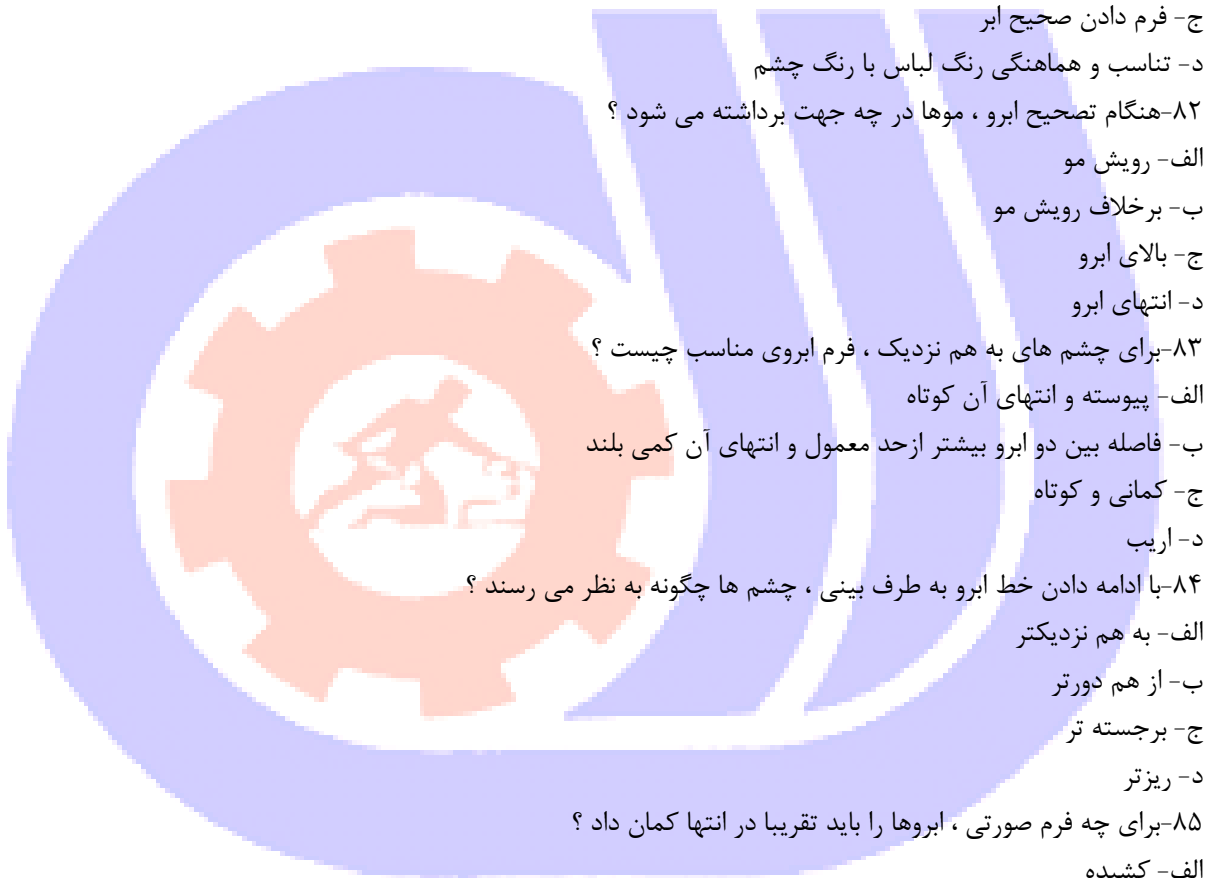 ج- فرم دادن صحیح ابر
د- تناسب و هماهنگی رنگ لباس با رنگ چشم
۸۲-هنگام تصحیح ابرو ، موها در چه جهت برداشته می شود ؟
الف- رویش مو
ب- برخلاف رویش مو
ج- بالای ابرو
د- انتهای ابرو
۸۳-برای چشم های به هم نزدیک ، فرم ابروی مناسب چیست ؟
الف- پیوسته و انتهای آن کوتاه
ب- فاصله بین دو ابرو بیشتر ازحد معمول و انتهای آن کمی بلند
ج- کمانی و کوتاه
د- اریب
۸۴-با ادامه دادن خط ابرو به طرف بینی ، چشم ها چگونه به نظر می رسند ؟
الف- به هم نزدیکتر
ب- از هم دورتر
ج- برجسته تر
د- ریزتر
۸۵-برای چه فرم صورتی ، ابروها را باید تقریبا در انتها کمان داد ؟
الف- کشیده